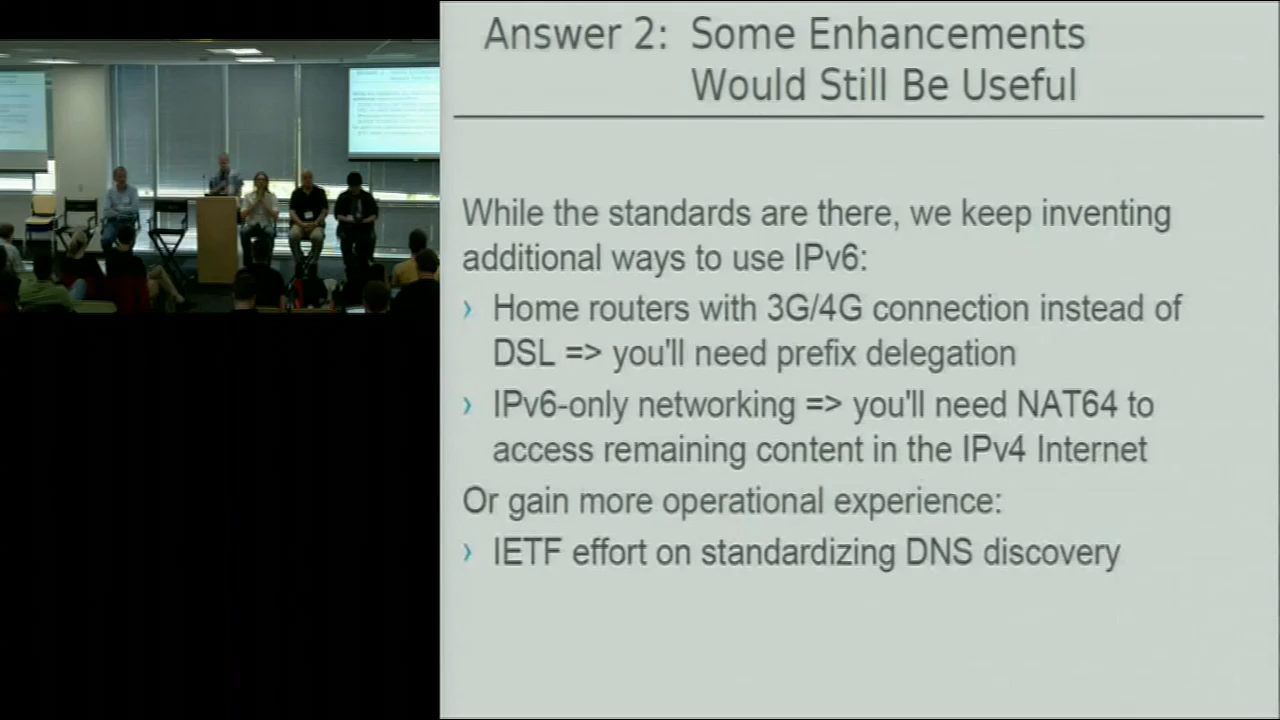 Answer 2: Some Enhancements
Would Still Be Useful
While the standards are there, we keep inventing
additional ways to use IPv6:
› Home routers with 3G/4G connection instead of
DSL => you'll need prefix delegation
› IPv6-only networking => you'll need NAT64 to
access remaining content in the IPv4 Internet
Or gain more operational experience:
› IETF effort on standardizing DNS discovery